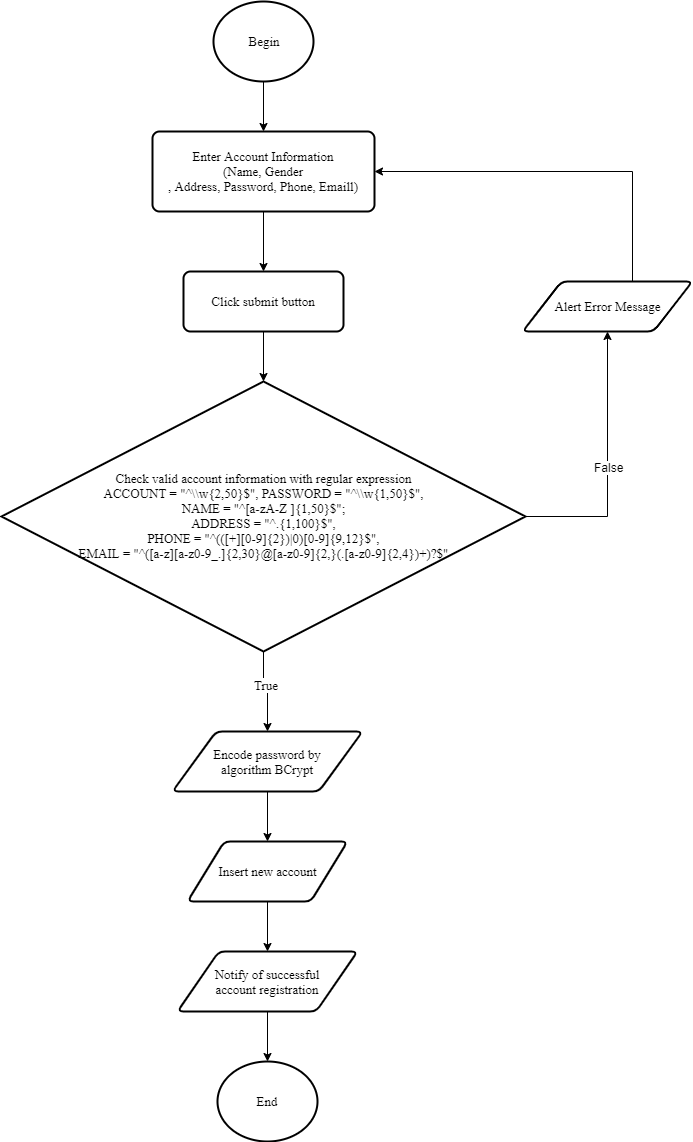 Begin
Enter Account Information
(Name, Gender
, Address, Password, Phone, Emaill)
Click submit button
Alert Error Message
Check valid account information with regular expression
ACCOUNT = "^\\w{2,50}$", PASSWORD = "^\\w{1,50}$",
NAME = "^[a-zA-Z ]{1,50}$";
ADDRESS = "^.{1,100}$",
PHONE = "^(([+][0-9]{2})|0)[0-9]{9,12}$",
EMAIL = "^([a-z][a-z0-9_.]{2,30}@[a-z0-9]{2,}(.[a-z0-9]{2,4})+)?$"
False
True
Encode password by
algorithm BCrypt
Insert new account
Notify of successful
account registration
End